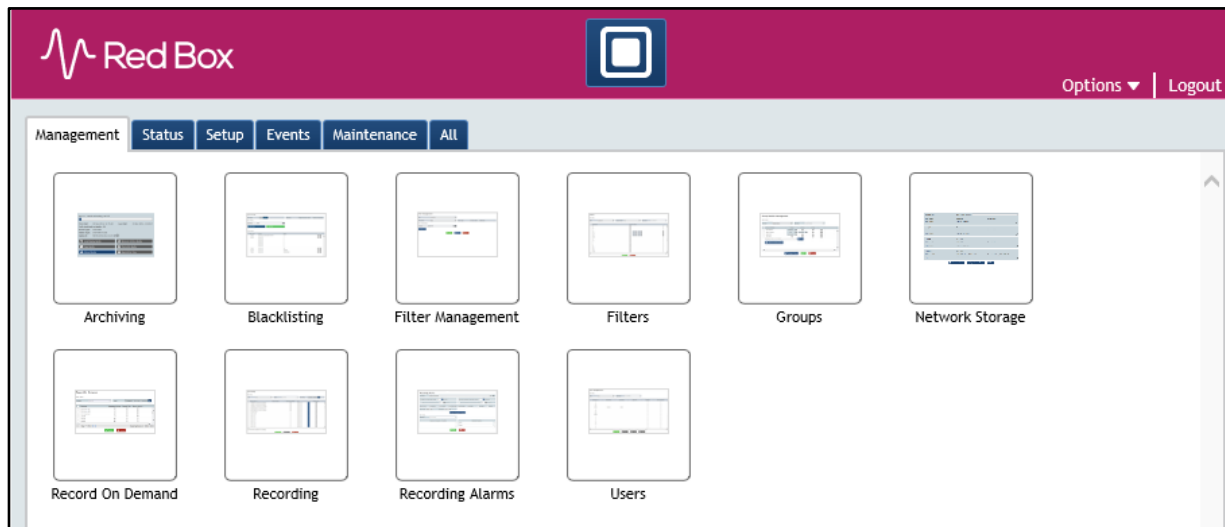 Red Box
Options Logout
Management Status Setup Events Maintenance All
Archiving Blacklisting Filter Management Filters Groups Network Storage
Record On Demand Recording Recording Alarms Users